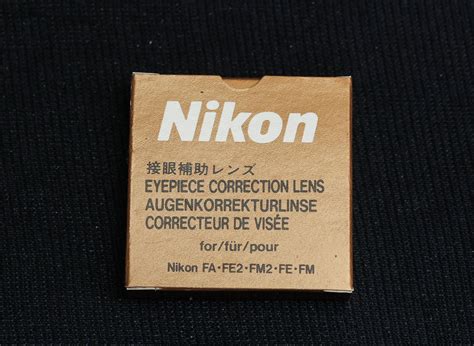 Nikon
接眼補助レンズ
EYEPIECE CORRECTION LENS
AUGENKORREKTURLINSE
CORRECTEUR DE VISÉE
for/für/pour
Nikon FA·FE2·FM2·FE·FM